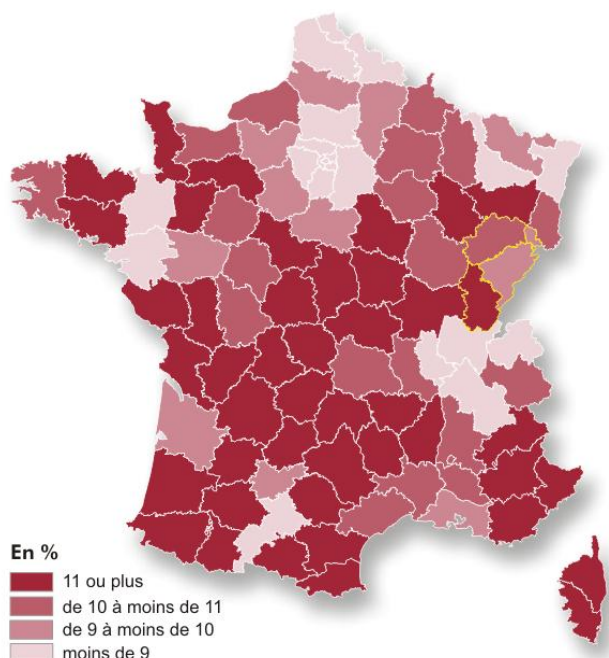 En %
11 ou plus
de 10 à moins de 11
de 9 à moins de 10
moins de 9